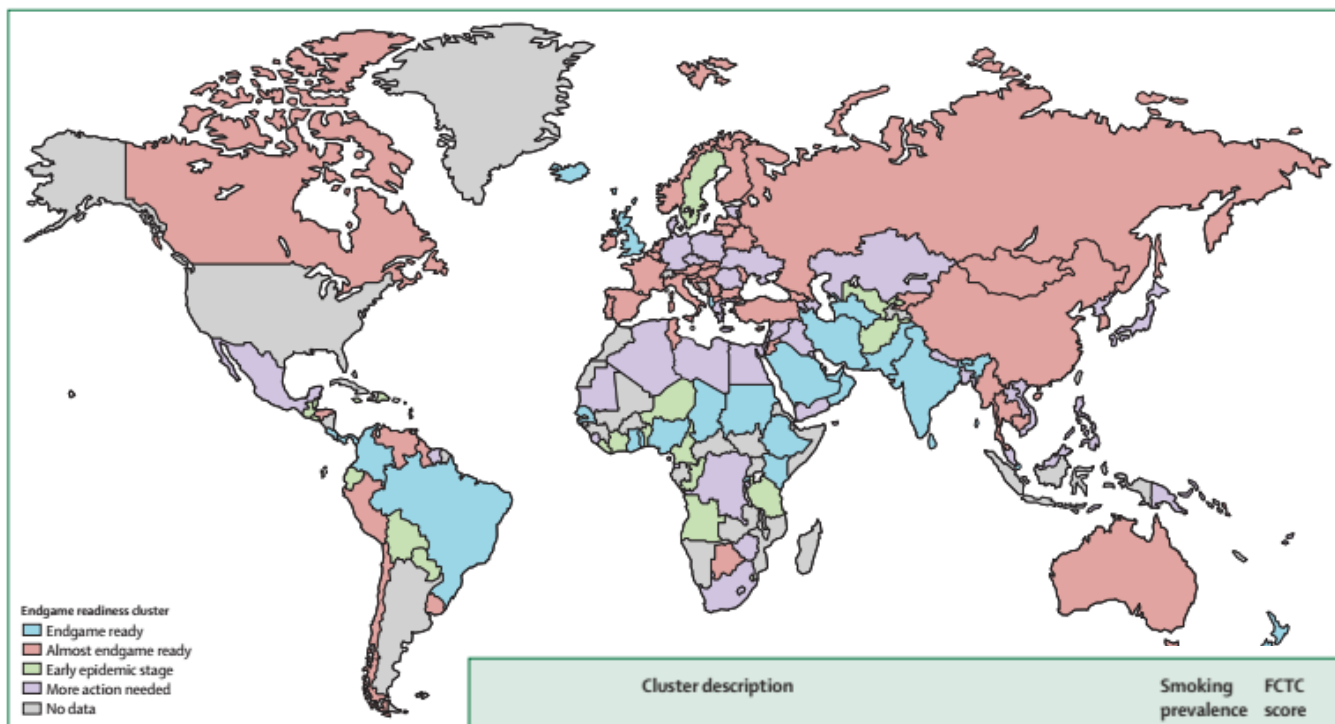 Endgame readiness cluster
Endgame ready
Almost endgame ready
Early epidemic stage
More action needed
No data
Cluster description
Smoking FCTC
prevalence score